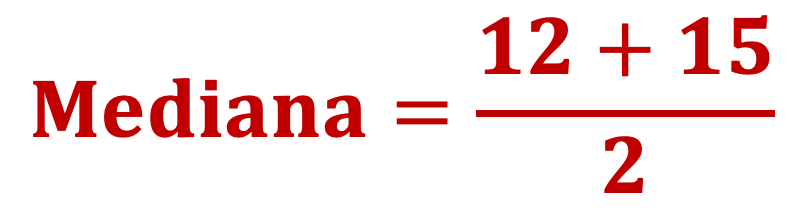 Mediana = 12 + 15 / 2